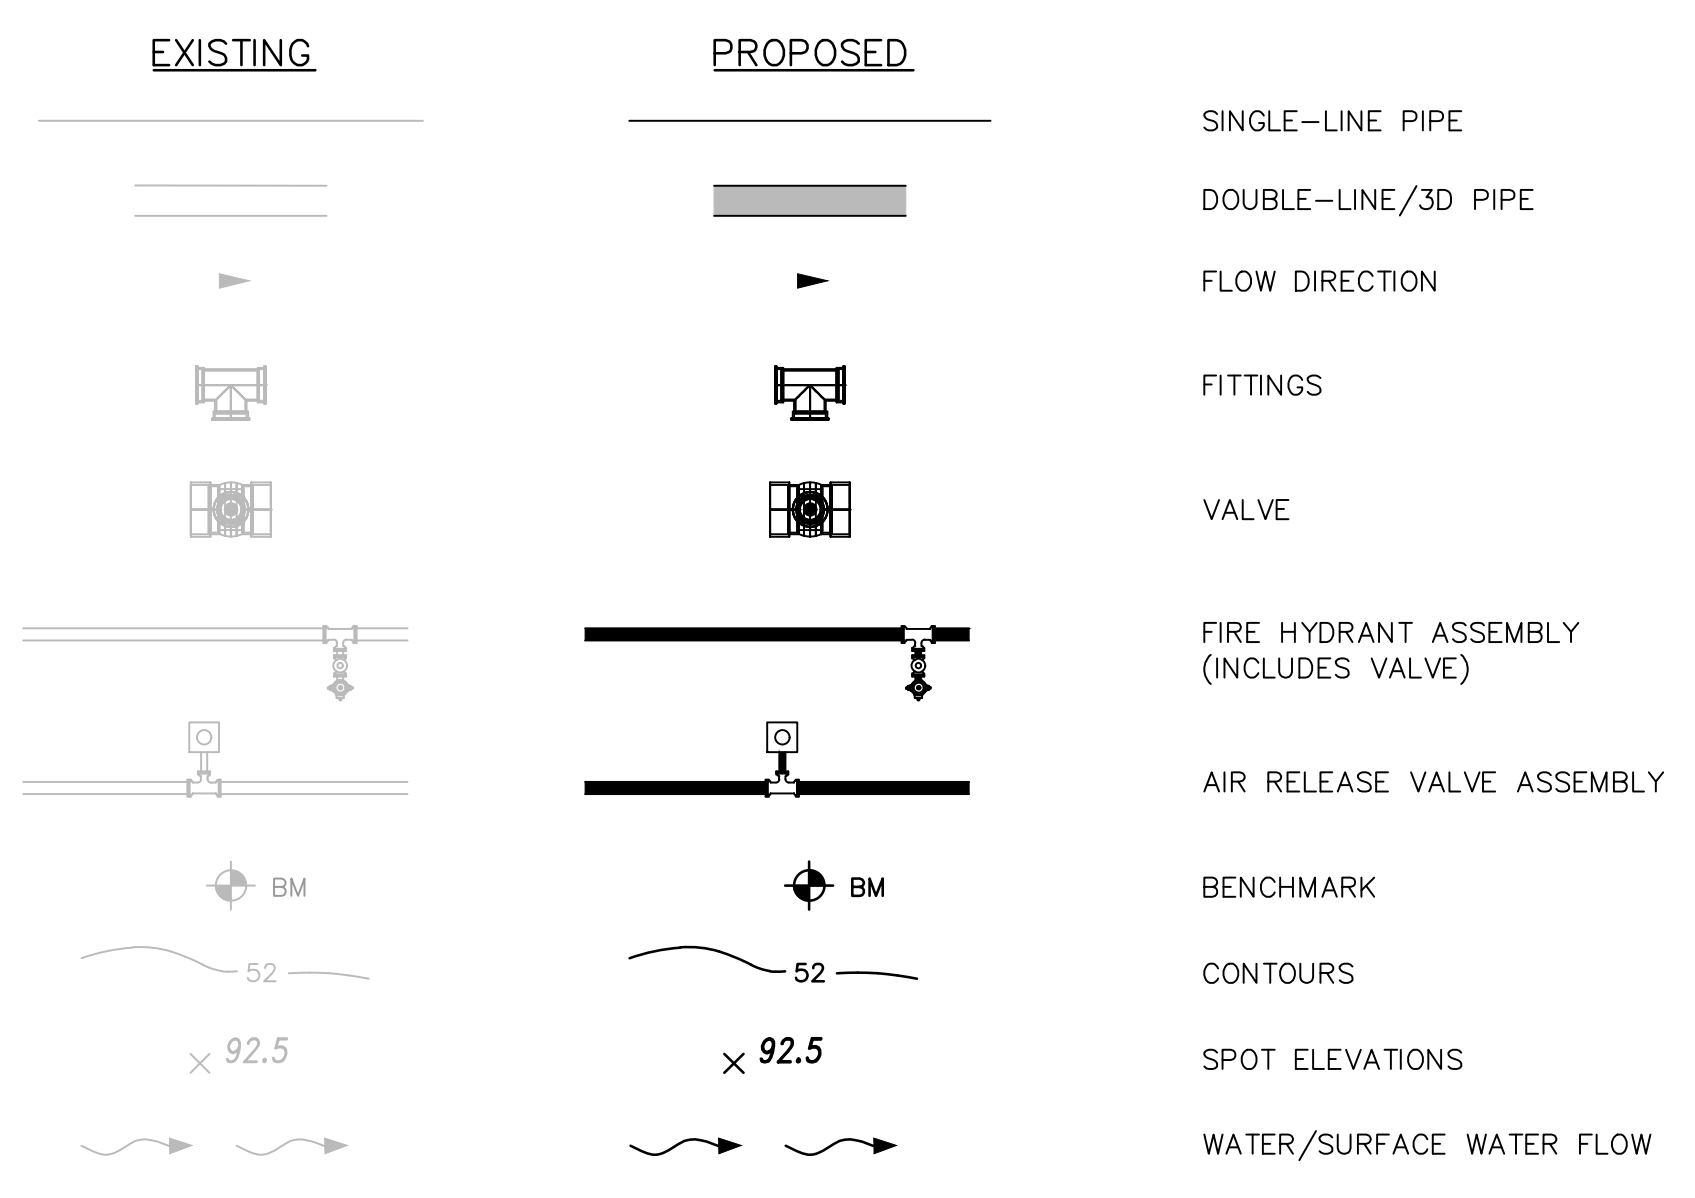 EXISTING PROPOSED
SINGLE-LINE PIPE
DOUBLE-LINE/3D PIPE
FLOW DIRECTION
FITTINGS
VALVE
FIRE HYDRANT ASSEMBLY
(INCLUDES VALVE)
AIR RELEASE VALVE ASSEMBLY
BM BM BENCHMARK
52 52 CONTOURS
92.5 92.5 SPOT ELEVATIONS
WATER/SURFACE WATER FLOW